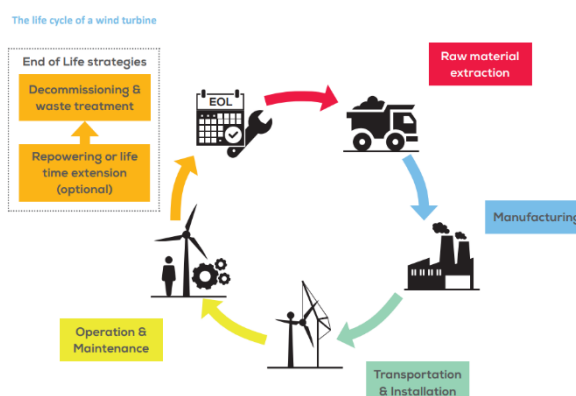 The life cycle of a wind turbine
End of Life strategies
Decommissioning &
waste treatment
Repowering or life
time extension
(optional)
EOL
Raw material
extraction
Manufacturing
Operation &
Maintenance
Transportation
& Installation